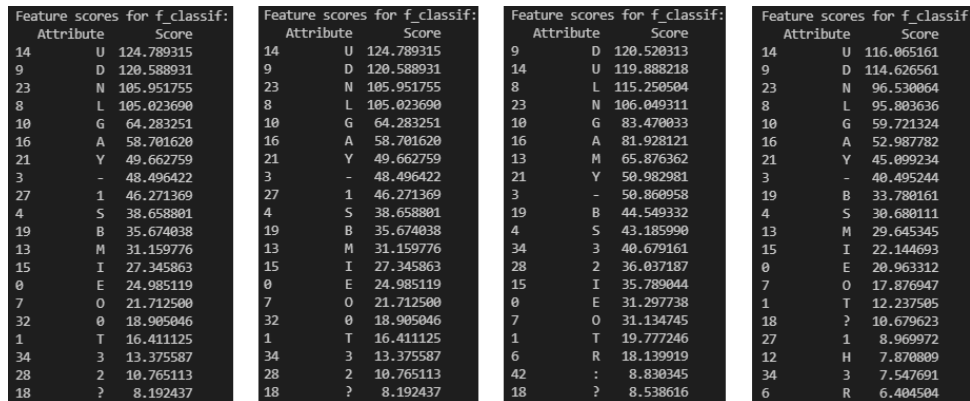 Feature scores for f_classif:
Attribute Score
14 U 124.789315
9 D 120.588931
23 N 105.951755
8 L 105.023690
10 G 64.283251
16 A 58.701620
21 Y 49.662759
3 - 48.496422
27 1 46.271369
4 S 38.658801
19 B 35.674038
13 M 31.159776
15 I 27.345863
0 E 24.985119
7 O 21.712500
32 0 18.905046
1 T 16.411125
34 3 13.375587
28 2 10.765113
18 ? 8.192437
Feature scores for f_classif:
Attribute Score
14 U 124.789315
9 D 120.588931
23 N 105.951755
8 L 105.023690
10 G 64.283251
16 A 58.701620
21 Y 49.662759
3 - 48.496422
27 1 46.271369
4 S 38.658801
19 B 35.674038
13 M 31.159776
15 I 27.345863
0 E 24.985119
7 O 21.712500
32 0 18.905046
1 T 16.411125
34 3 13.375587
28 2 10.765113
18 ? 8.192437
Feature scores for f_classif:
Attribute Score
9 D 120.520313
14 U 119.888218
8 L 115.250504
23 N 106.049311
10 G 83.470033
16 A 81.928121
13 M 65.876362
21 Y 50.982981
3 - 50.860958
19 B 44.549332
4 S 43.185990
34 3 40.679161
28 2 36.037187
15 I 35.789044
0 E 31.297738
7 O 31.134745
1 T 19.777246
6 R 18.139919
42 : 8.830345
18 ? 8.538616
Feature scores for f_classif
Attribute Score
14 U 116.065161
9 D 114.626561
23 N 96.530064
8 L 95.803636
10 G 59.721324
16 A 52.987782
21 Y 45.099234
3 - 40.495244
19 B 33.780161
4 S 30.680111
13 M 29.645345
15 I 22.144693
0 E 20.963312
7 O 17.876947
1 T 12.237505
18 ? 10.679623
27 1 8.969972
12 H 7.870809
34 3 7.547691
6 R 6.404504